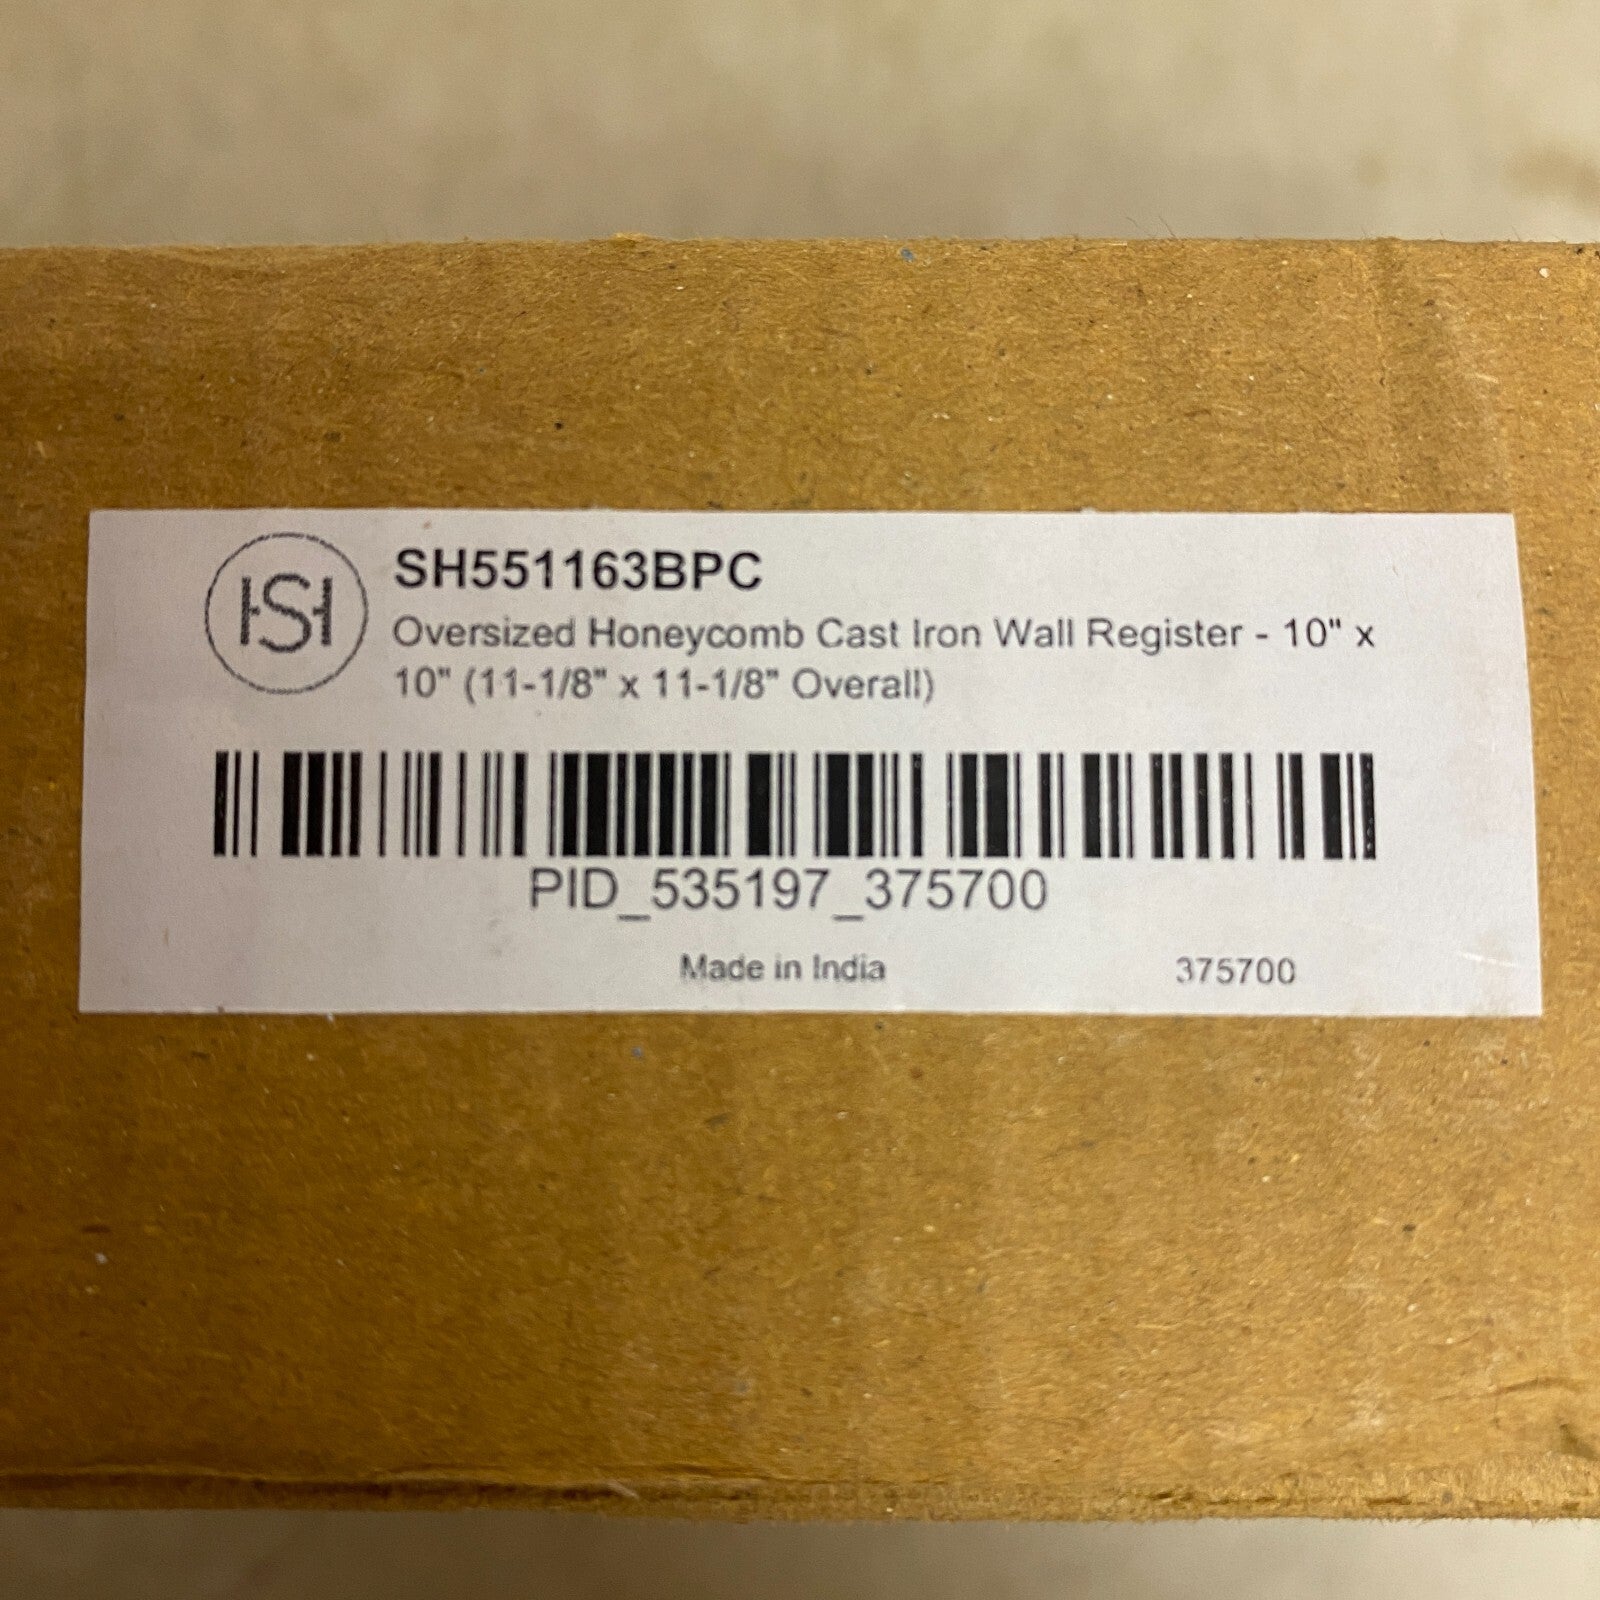 HSH
SH551163BPC
Oversized Honeycomb Cast Iron Wall Register - 10" x
10" (11-1/8" x 11-1/8" Overall)
PID_535197_375700
Made in India
375700